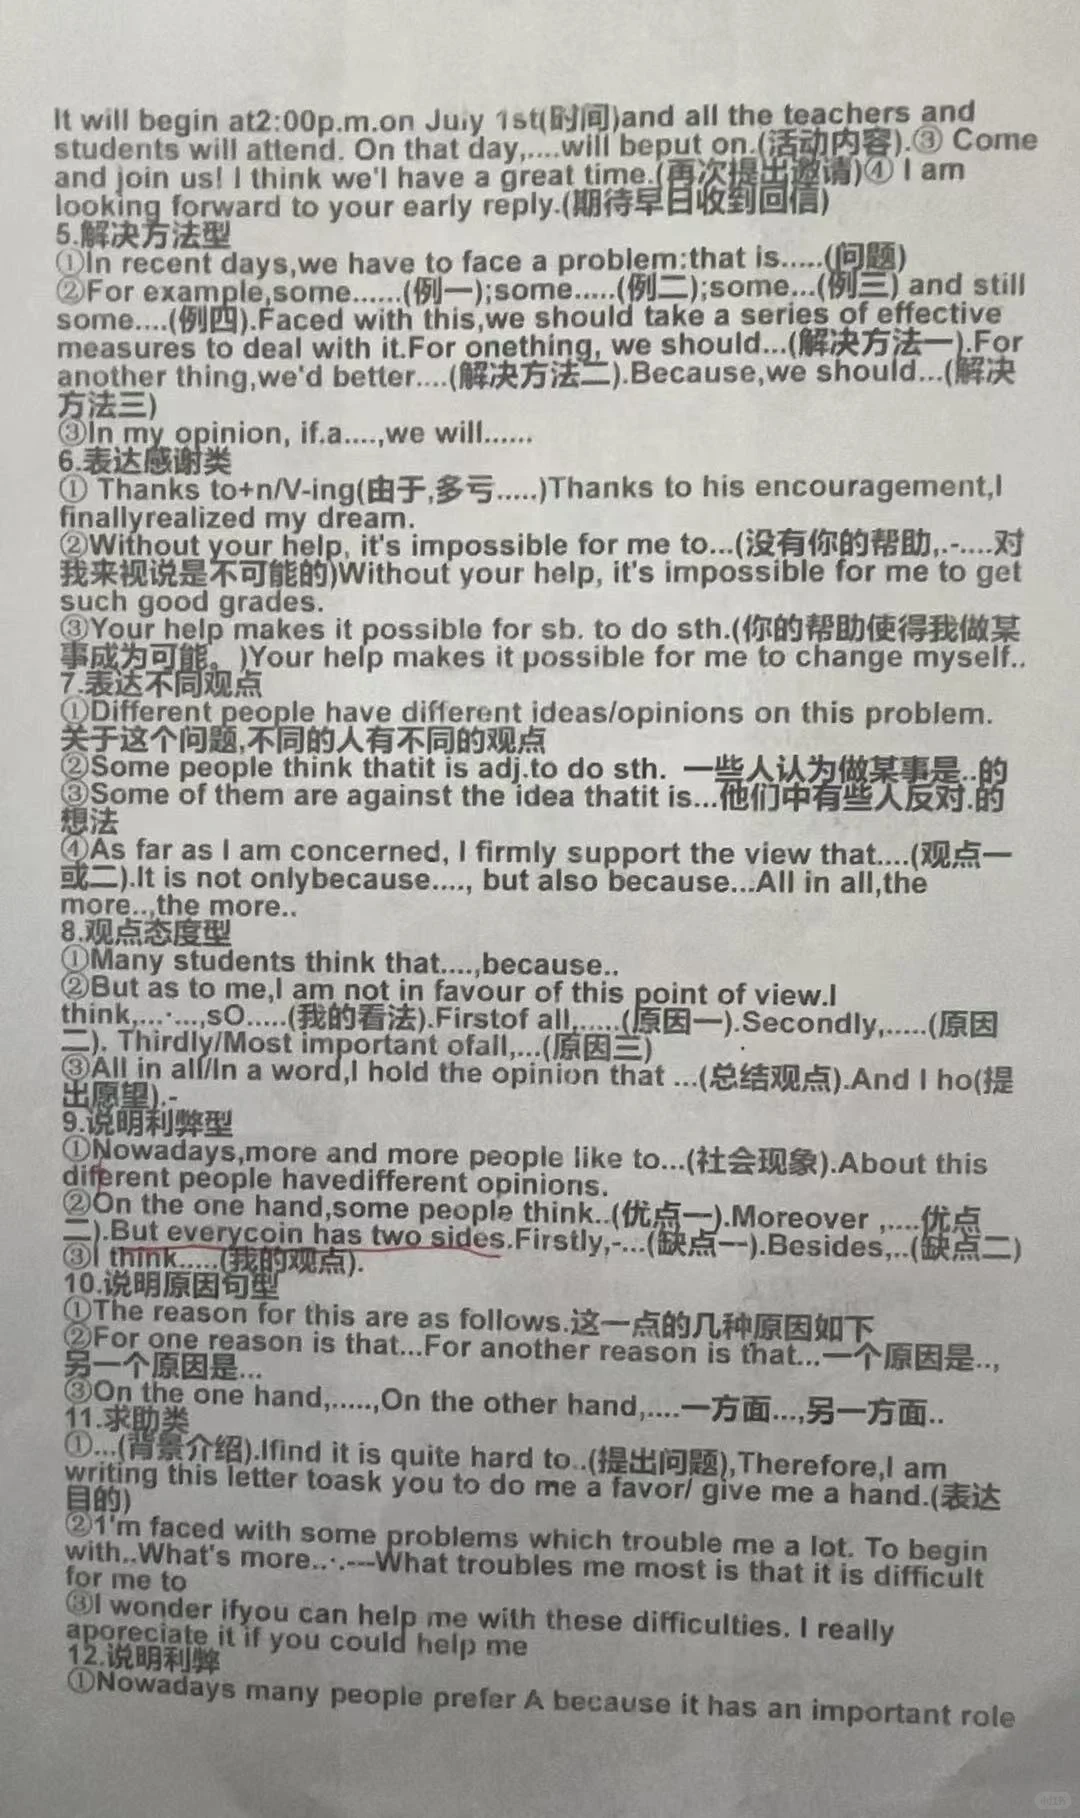 It will begin at2:00p.m.on July 1st(时间)and all the teachers and
students will attend. On that day,....will beput on.(活动内容).③ Come
and join us! I think we'l have a great time.(再次提出邀请)④ I am
looking forward to your early reply.(期待早日收到回信)
5.解决方法型
①In recent days,we have to face a problem:that is.....(问题)
②For example,some......(例一);some.....(例二);some...(例三) and still
some....(例四).Faced with this,we should take a series of effective
measures to deal with it.For onething, we should...(解决方法一).For
another thing,we'd better....(解决方法二).Because,we should...(解决
方法三)
③In my opinion, if.a....,we will......
6.表达感谢类
① Thanks to+n/V-ing(由于,多亏.....)Thanks to his encouragement,I
finallyrealized my dream.
②Without your help, it's impossible for me to...(没有你的帮助,.-....对
我来视说是不可能的)Without your help, it's impossible for me to get
such good grades.
③Your help makes it possible for sb. to do sth.(你的帮助使得我做某
事成为可能。)Your help makes it possible for me to change myself..
7.表达不同观点
①Different people have different ideas/opinions on this problem.
关于这个问题,不同的人有不同的观点
②Some people think thatit is adj.to do sth. 一些人认为做某事是..的
③Some of them are against the idea thatit is...他们中有些人反对.的
想法
④As far as I am concerned, I firmly support the view that....(观点一
或二).It is not onlybecause...., but also because...All in all,the
more..,the more..
8.观点态度型
①Many students think that....,because..
②But as to me,I am not in favour of this point of view.I
think,...·...,sO.....(我的看法).Firstof all,.....(原因一).Secondly,.....(原因
二). Thirdly/Most important ofall,...(原因三)
③All in all/In a word,I hold the opinion that ...(总结观点).And I ho(提
出愿望).-
9.说明利弊型
①Nowadays,more and more people like to...(社会现象).About this
different people havedifferent opinions.
②On the one hand,some people think..(优点一).Moreover ,....优点
二).But everycoin has two sides.Firstly,-...(缺点一).Besides,..(缺点二)
③I think.....(我的观点).
10.说明原因句型
①The reason for this are as follows.这一点的几种原因如下
②For one reason is that...For another reason is that...一个原因是..,
另一个原因是...
③On the one hand,.....,On the other hand,....一方面...,另一方面..
11.求助类
①...(背景介绍).Ifind it is quite hard to..(提出问题),Therefore,I am
writing this letter toask you to do me a favor/ give me a hand.(表达
目的)
②1'm faced with some problems which trouble me a lot. To begin
with..What's more..·.---What troubles me most is that it is difficult
for me to
③I wonder ifyou can help me with these difficulties. I really
aporeciate it if you could help me
12.说明利弊
①Nowadays many people prefer A because it has an important role